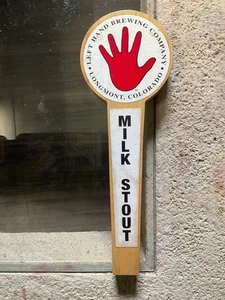 LEFT HAND BREWING COMPANY
LONGMONT, COLORADO
MILK STOUT